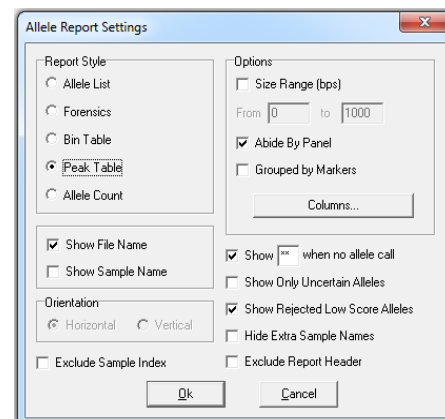 Allele Report Settings
Report Style
Allele List
Forensics
Bin Table
Peak Table
Allele Count
Show File Name
Show Sample Name
Orientation
Horizontal Vertical
Exclude Sample Index
Options
Size Range (bps)
From 0 to 1000
Abide By Panel
Grouped by Markers
Columns...
Show ** when no allele call
Show Only Uncertain Alleles
Show Rejected Low Score Alleles
Hide Extra Sample Names
Exclude Report Header
Ok Cancel